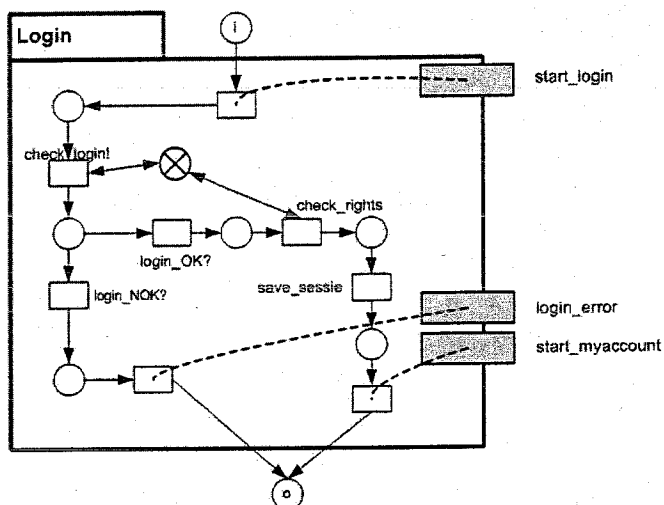 Login
i
start_login
check_login!
check_rights
login_OK?
login_NOK?
save_sessie
login_error
start_myaccount
o